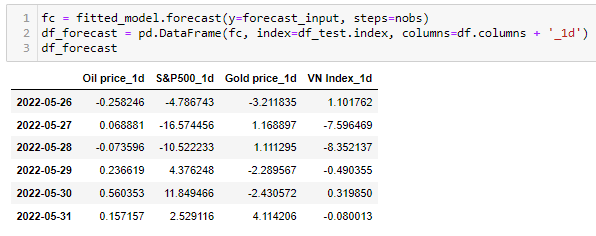 1 fc = fitted_model.forecast(y=forecast_input, steps=nobs)
2 df_forecast = pd.DataFrame(fc, index=df_test.index, columns=df.columns + '_1d')
3 df_forecast
Oil price_1d S&P500_1d Gold price_1d VN Index_1d
2022-05-26 -0.258246 -4.786743 -3.211835 1.101762
2022-05-27 0.068881 -16.574456 1.168897 -7.596469
2022-05-28 -0.073596 -10.522233 1.111295 -8.352137
2022-05-29 0.236619 4.376248 -2.289567 -0.490355
2022-05-30 0.560353 11.849466 -2.430572 0.319850
2022-05-31 0.157157 2.529116 4.114206 -0.080013